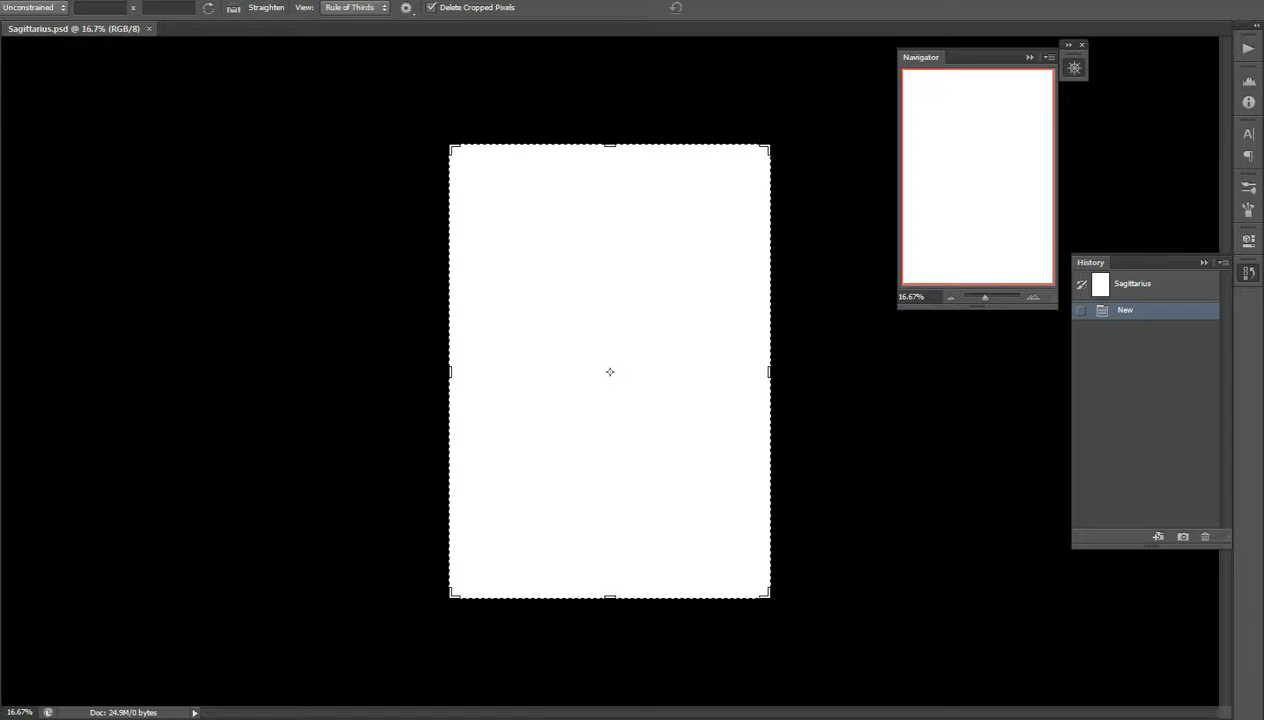 Unconstrained x Straighten View: Rule of Thirds Delete Cropped Pixels
Sagittarius.psd @ 16.7% (RGB/8) ×
Navigator
16.67%
History
Sagittarius
New
16.67% Doc: 24.9M/0 bytes